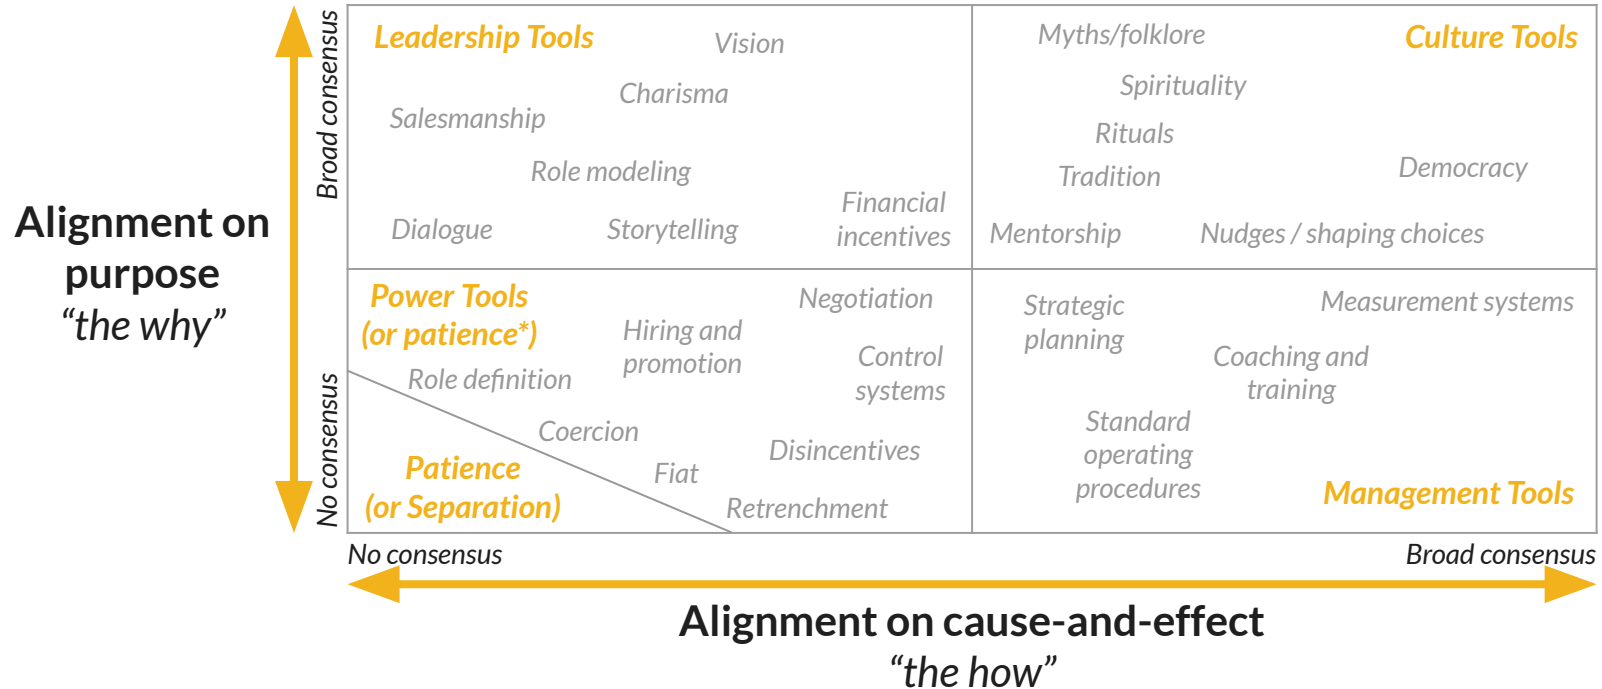 Leadership Tools
Vision
Charisma
Salesmanship
Role modeling
Dialogue
Storytelling
Financial
incentives
Myths/folklore
Culture Tools
Spirituality
Rituals
Tradition
Democracy
Mentorship
Nudges / shaping choices
Power Tools
(or patience*)
Negotiation
Hiring and
promotion
Control
systems
Role definition
Coercion
Disincentives
Fiat
Retrenchment
Patience
(or Separation)
Strategic
planning
Measurement systems
Coaching and
training
Standard
operating
procedures
Management Tools
Broad consensus
No consensus
Alignment on
purpose
“the why”
No consensus
Broad consensus
Alignment on cause-and-effect
“the how”